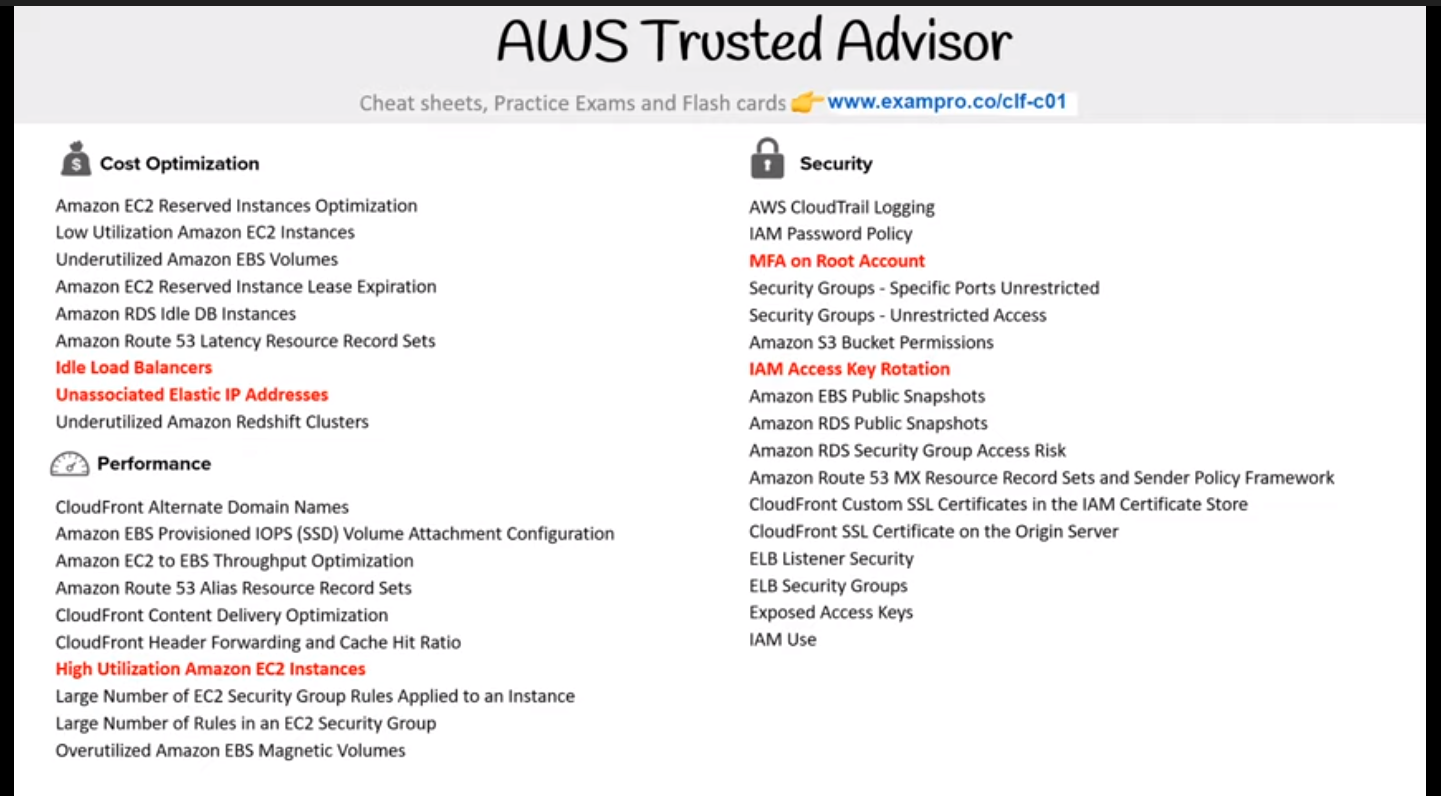 AWS Trusted Advisor
Cheat sheets, Practice Exams and Flash cards 👉 www.exampro.co/clf-c01
Cost Optimization
Amazon EC2 Reserved Instances Optimization
Low Utilization Amazon EC2 Instances
Underutilized Amazon EBS Volumes
Amazon EC2 Reserved Instance Lease Expiration
Amazon RDS Idle DB Instances
Amazon Route 53 Latency Resource Record Sets
Idle Load Balancers
Unassociated Elastic IP Addresses
Underutilized Amazon Redshift Clusters
Performance
CloudFront Alternate Domain Names
Amazon EBS Provisioned IOPS (SSD) Volume Attachment Configuration
Amazon EC2 to EBS Throughput Optimization
Amazon Route 53 Alias Resource Record Sets
CloudFront Content Delivery Optimization
CloudFront Header Forwarding and Cache Hit Ratio
High Utilization Amazon EC2 Instances
Large Number of EC2 Security Group Rules Applied to an Instance
Large Number of Rules in an EC2 Security Group
Overutilized Amazon EBS Magnetic Volumes
Security
AWS CloudTrail Logging
IAM Password Policy
MFA on Root Account
Security Groups - Specific Ports Unrestricted
Security Groups - Unrestricted Access
Amazon S3 Bucket Permissions
IAM Access Key Rotation
Amazon EBS Public Snapshots
Amazon RDS Public Snapshots
Amazon RDS Security Group Access Risk
Amazon Route 53 MX Resource Record Sets and Sender Policy Framework
CloudFront Custom SSL Certificates in the IAM Certificate Store
CloudFront SSL Certificate on the Origin Server
ELB Listener Security
ELB Security Groups
Exposed Access Keys
IAM Use